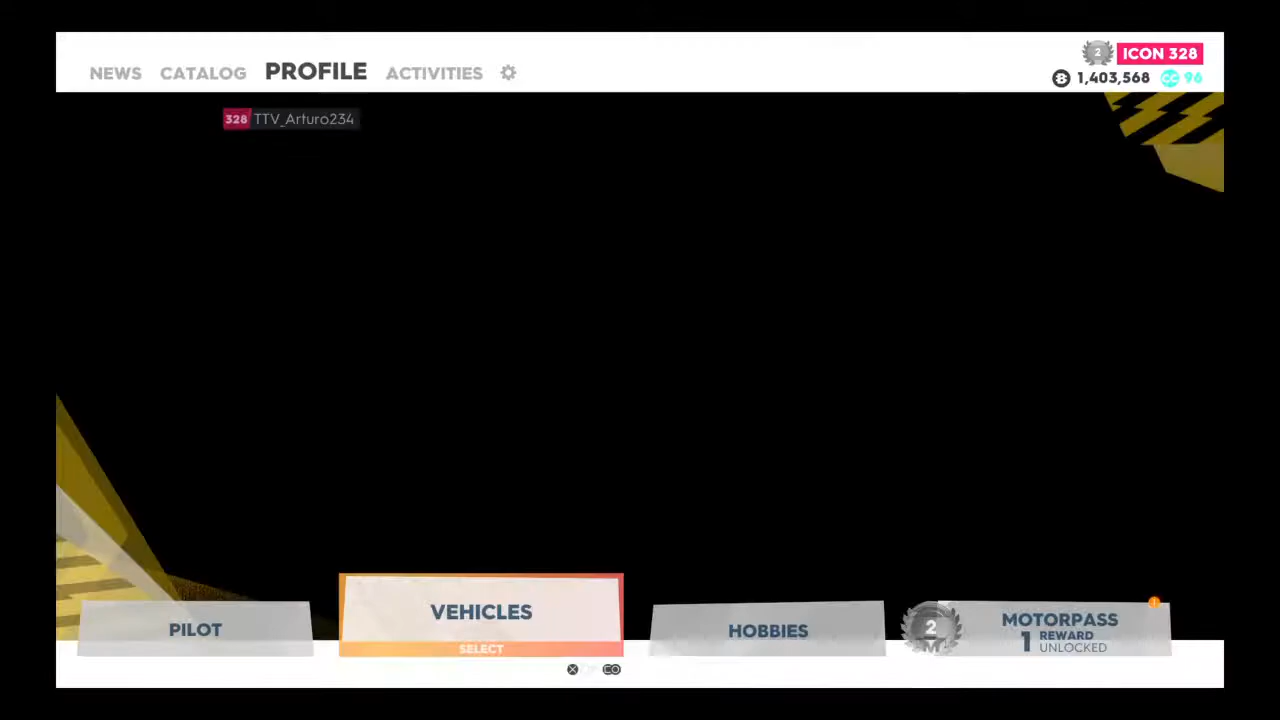 NEWS CATALOG PROFILE ACTIVITIES
2 ICON 328
1,403,568 CC 96
328 TTV_Arturo234
PILOT
VEHICLES
SELECT
HOBBIES
2
M
MOTORPASS
1 REWARD
UNLOCKED